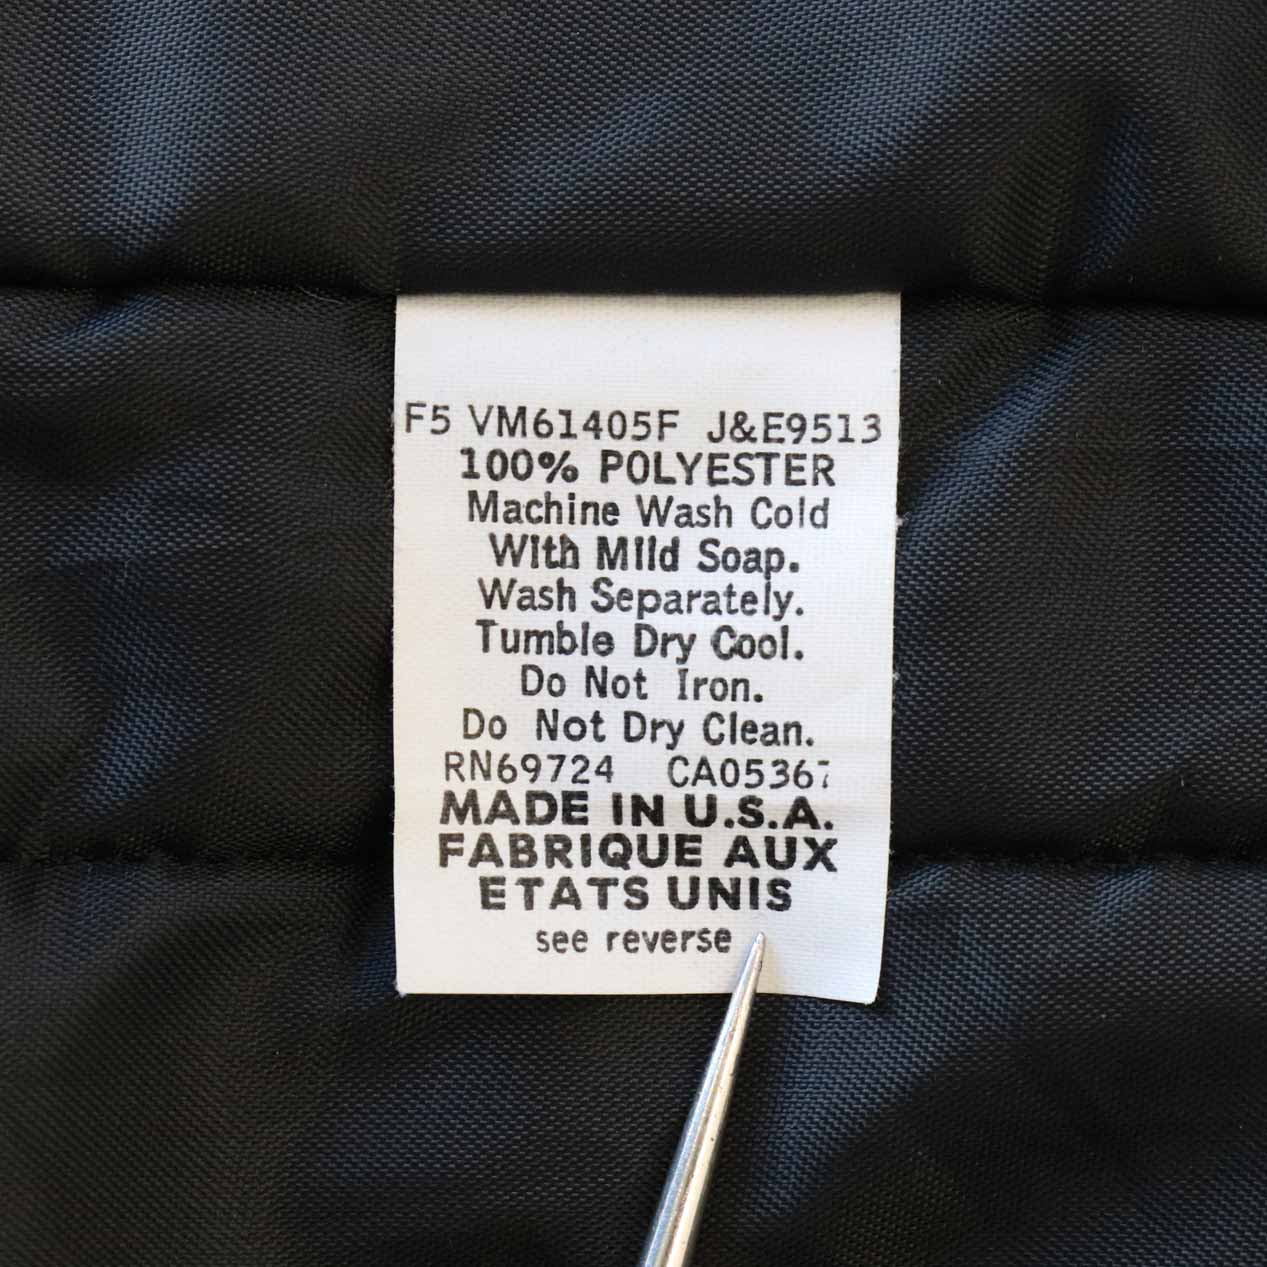 F5 VM61405F J&E9513
100% POLYESTER
Machine Wash Cold
With Mild Soap.
Wash Separately.
Tumble Dry Cool.
Do Not Iron.
Do Not Dry Clean.
RN69724 CA05367
MADE IN U.S.A.
FABRIQUE AUX
ETATS UNIS
see reverse